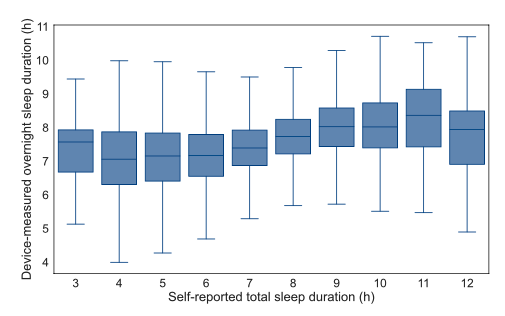 Device-measured overnight sleep duration (h)
11
10
9
8
7
6
5
4
3 4 5 6 7 8 9 10 11 12
Self-reported total sleep duration (h)